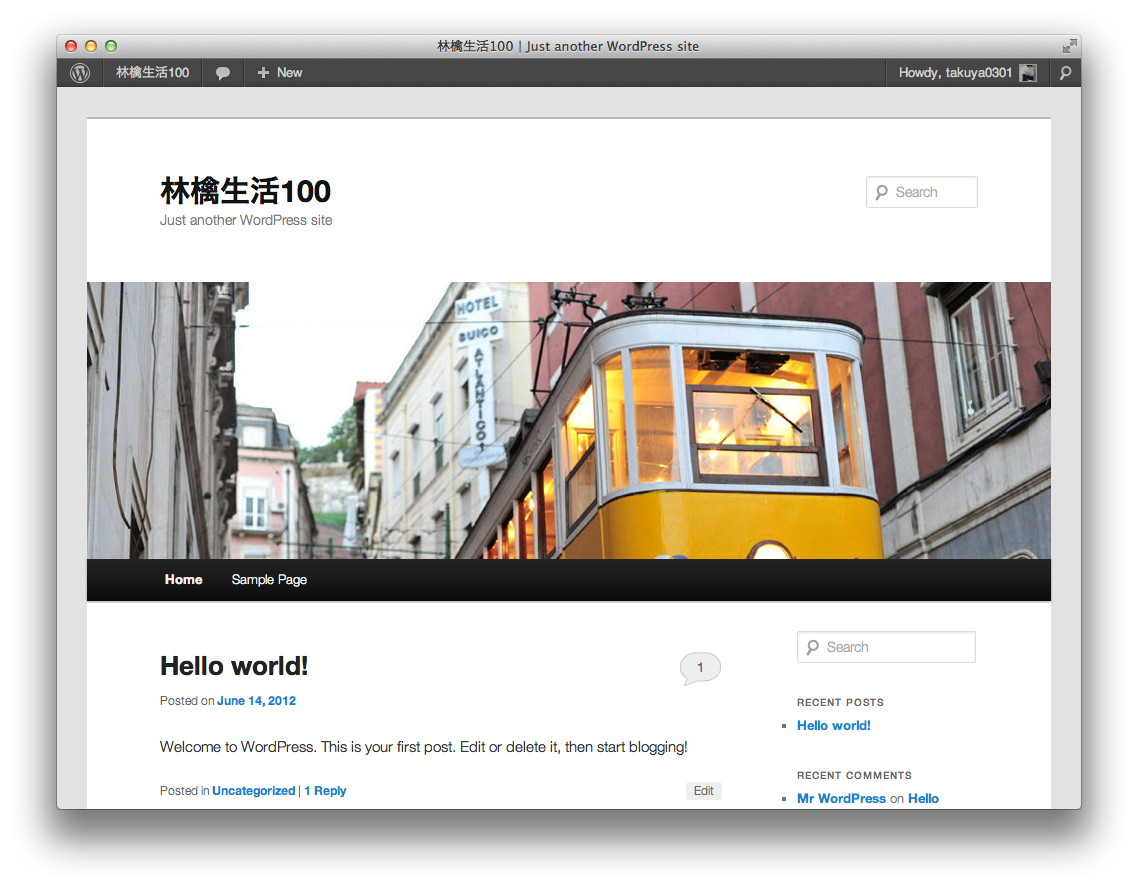 林檎生活100 | Just another WordPress site
林檎生活100 New Howdy, takuya0301
林檎生活100
Search
Just another WordPress site
HOTEL
SUIÇO
ATLANTICO
Home Sample Page
Search
Hello world!
1
Posted on June 14, 2012
RECENT POSTS
Hello world!
Welcome to WordPress. This is your first post. Edit or delete it, then start blogging!
RECENT COMMENTS
Posted in Uncategorized | 1 Reply
Edit
Mr WordPress on Hello